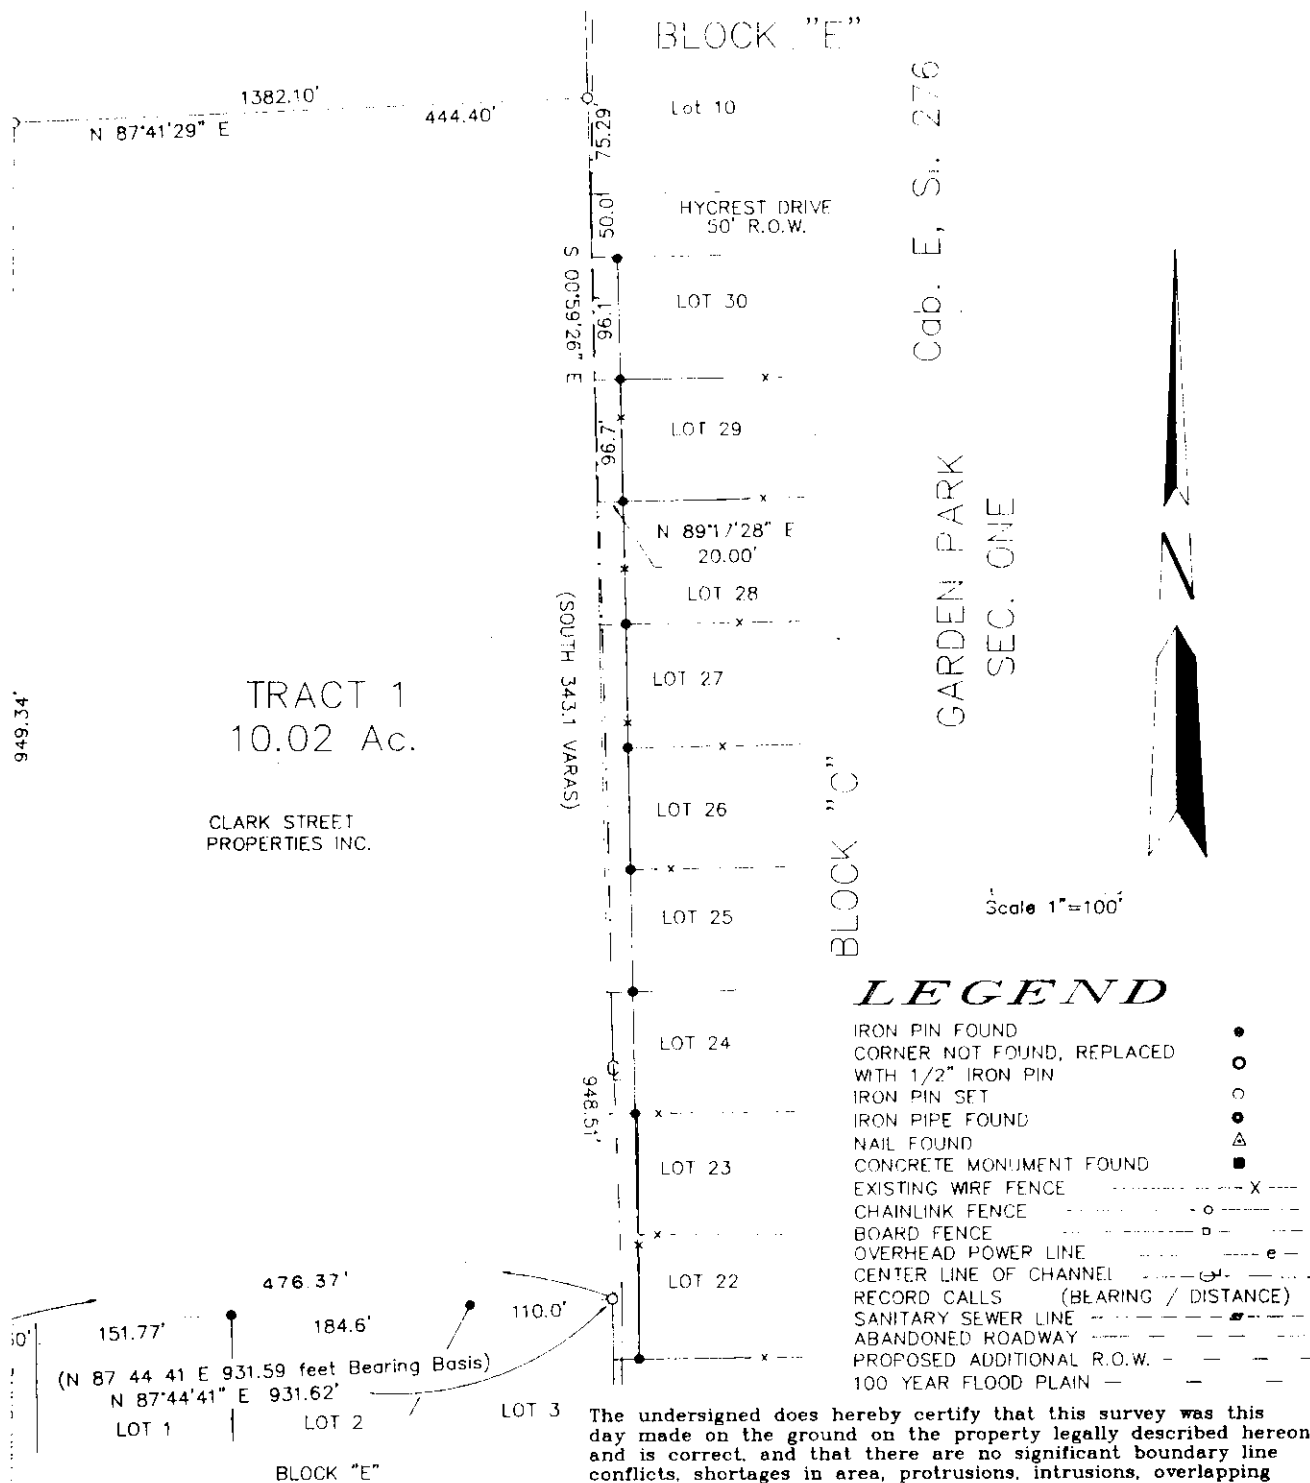 BLOCK "E"
1382.10'
444.40'
N 87°41'29" E
Lot 10
75.29'
Cab. E, Sl. 276
50.0'
HYCREST DRIVE
50' R.O.W.
S 00°59'26" E
LOT 30
96.1'
LOT 29
96.7'
N 89°17'28" E
20.00'
LOT 28
GARDEN PARK
SEC. ONE
N
(SOUTH 343.1 VARAS)
LOT 27
TRACT 1
10.02 Ac.
949.34'
CLARK STREET
PROPERTIES INC.
LOT 26
BLOCK "C"
LOT 25
Scale 1"=100'
LOT 24
948.51'
LOT 23
LOT 22
LEGEND
IRON PIN FOUND
CORNER NOT FOUND, REPLACED
WITH 1/2" IRON PIN
IRON PIN SET
IRON PIPE FOUND
NAIL FOUND
CONCRETE MONUMENT FOUND
EXISTING WIRE FENCE X
CHAINLINK FENCE o
BOARD FENCE
OVERHEAD POWER LINE e
CENTER LINE OF CHANNEL
RECORD CALLS (BEARING / DISTANCE)
SANITARY SEWER LINE
ABANDONED ROADWAY
PROPOSED ADDITIONAL R.O.W.
100 YEAR FLOOD PLAIN
476.37'
151.77'
184.6'
110.0'
(N 87 44 41 E 931.59 feet Bearing Basis)
N 87°44'41" E 931.62'
LOT 1
LOT 2
LOT 3
BLOCK "E"
The undersigned does hereby certify that this survey was this
day made on the ground on the property legally described hereon
and is correct, and that there are no significant boundary line
conflicts, shortages in area, protrusions, intrusions, overlapping